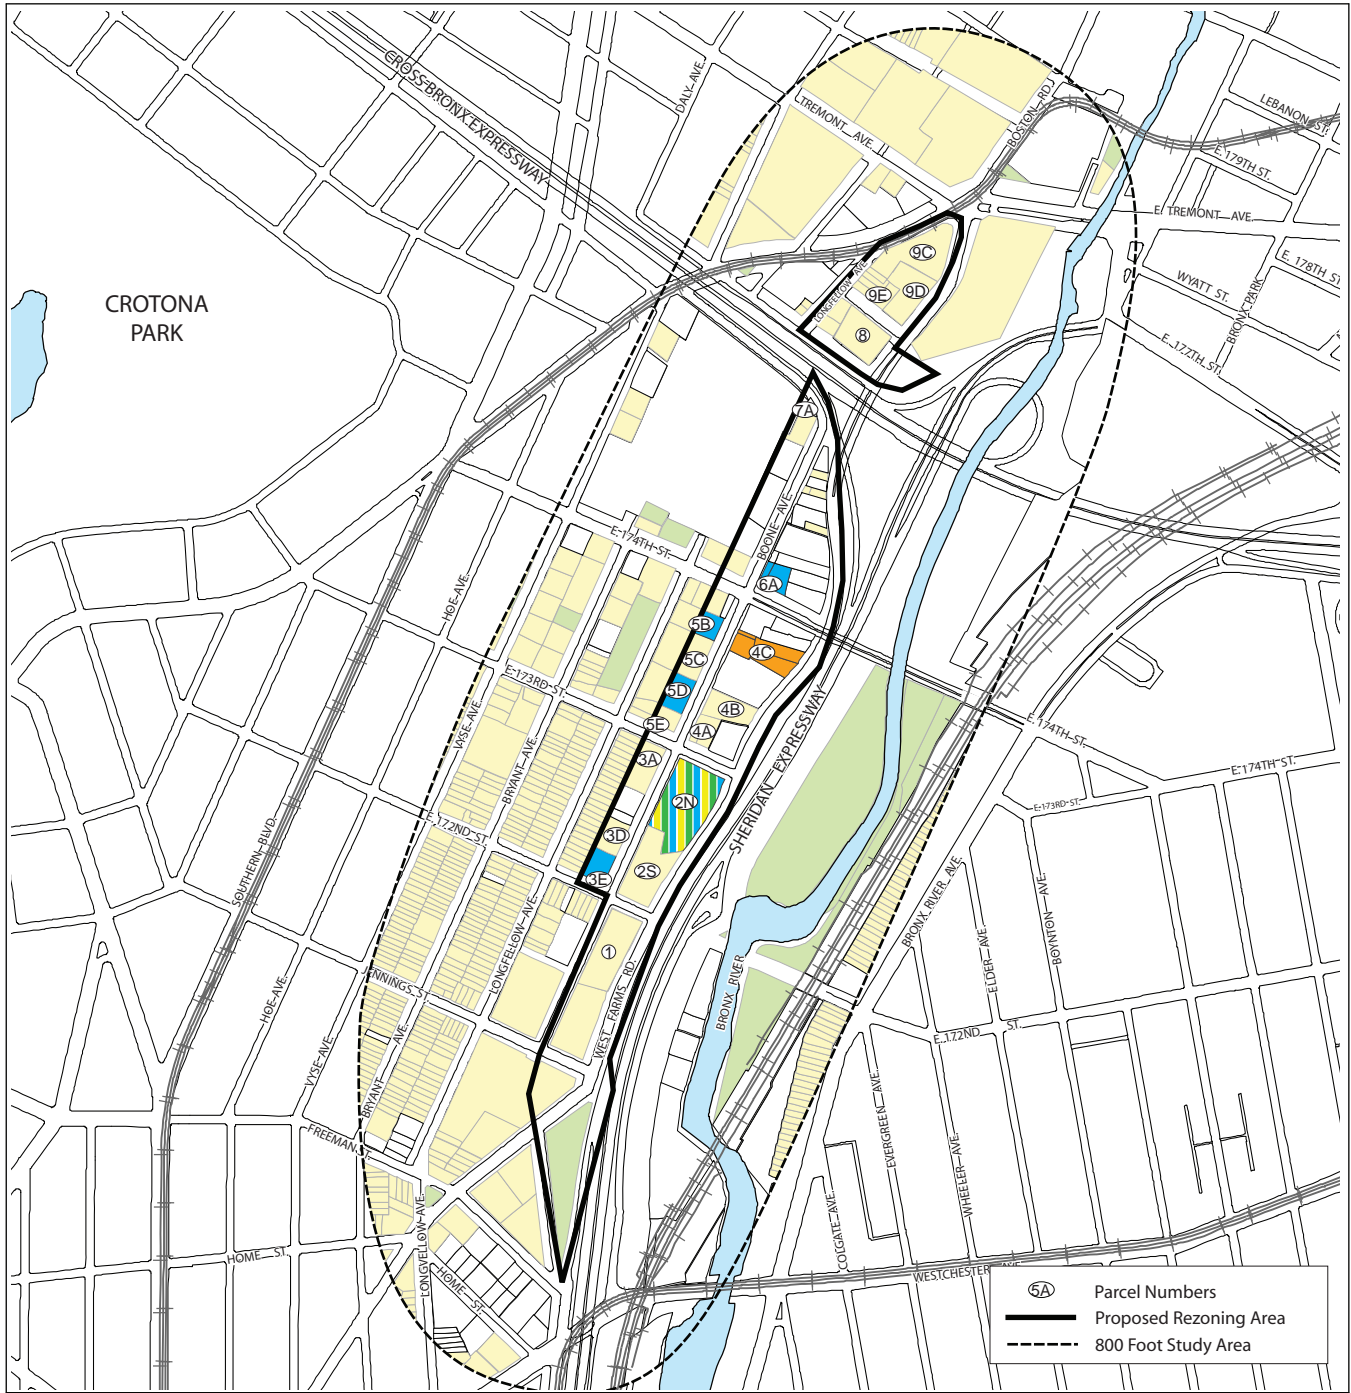 CROSS BRONX EXPRESSWAY
DALY AVE.
TREMONT AVE.
BOSTON RD.
LEBANON ST.
E. 179TH ST.
E. TREMONT AVE.
E. 178TH ST.
WYATT ST.
BRONX PARK
E. 177TH ST.
CROTONA
PARK
LONGFELLOW AVE.
9C
9E
9D
8
7A
BOONE AVE.
E. 174TH ST.
HOE AVE.
6A
5B
4C
5C
E. 173RD ST.
5D
4B
5E
4A
VYSE AVE.
SHERIDAN EXPRESSWAY
E. 174TH ST.
E. 174TH ST.
3A
BRYANT AVE.
2N
E. 173RD ST.
E. 172ND ST.
3D
SOUTHERN BLVD.
2S
3E
BRONX RIVER AVE.
ELDER AVE.
BOYNTON AVE.
LONGFELLOW AVE.
1
JENNINGS ST.
HOE AVE.
WEST FARMS RD.
BRONX RIVER
E. 172ND ST.
VYSE AVE.
BRYANT AVE.
FREEMAN ST.
EVERGREEN AVE.
WHEELER AVE.
COLGATE AVE.
LONGVELLOW AVE.
HOME ST.
HOME ST.
WESTCHESTER AVE.
5A Parcel Numbers
Proposed Rezoning Area
800 Foot Study Area